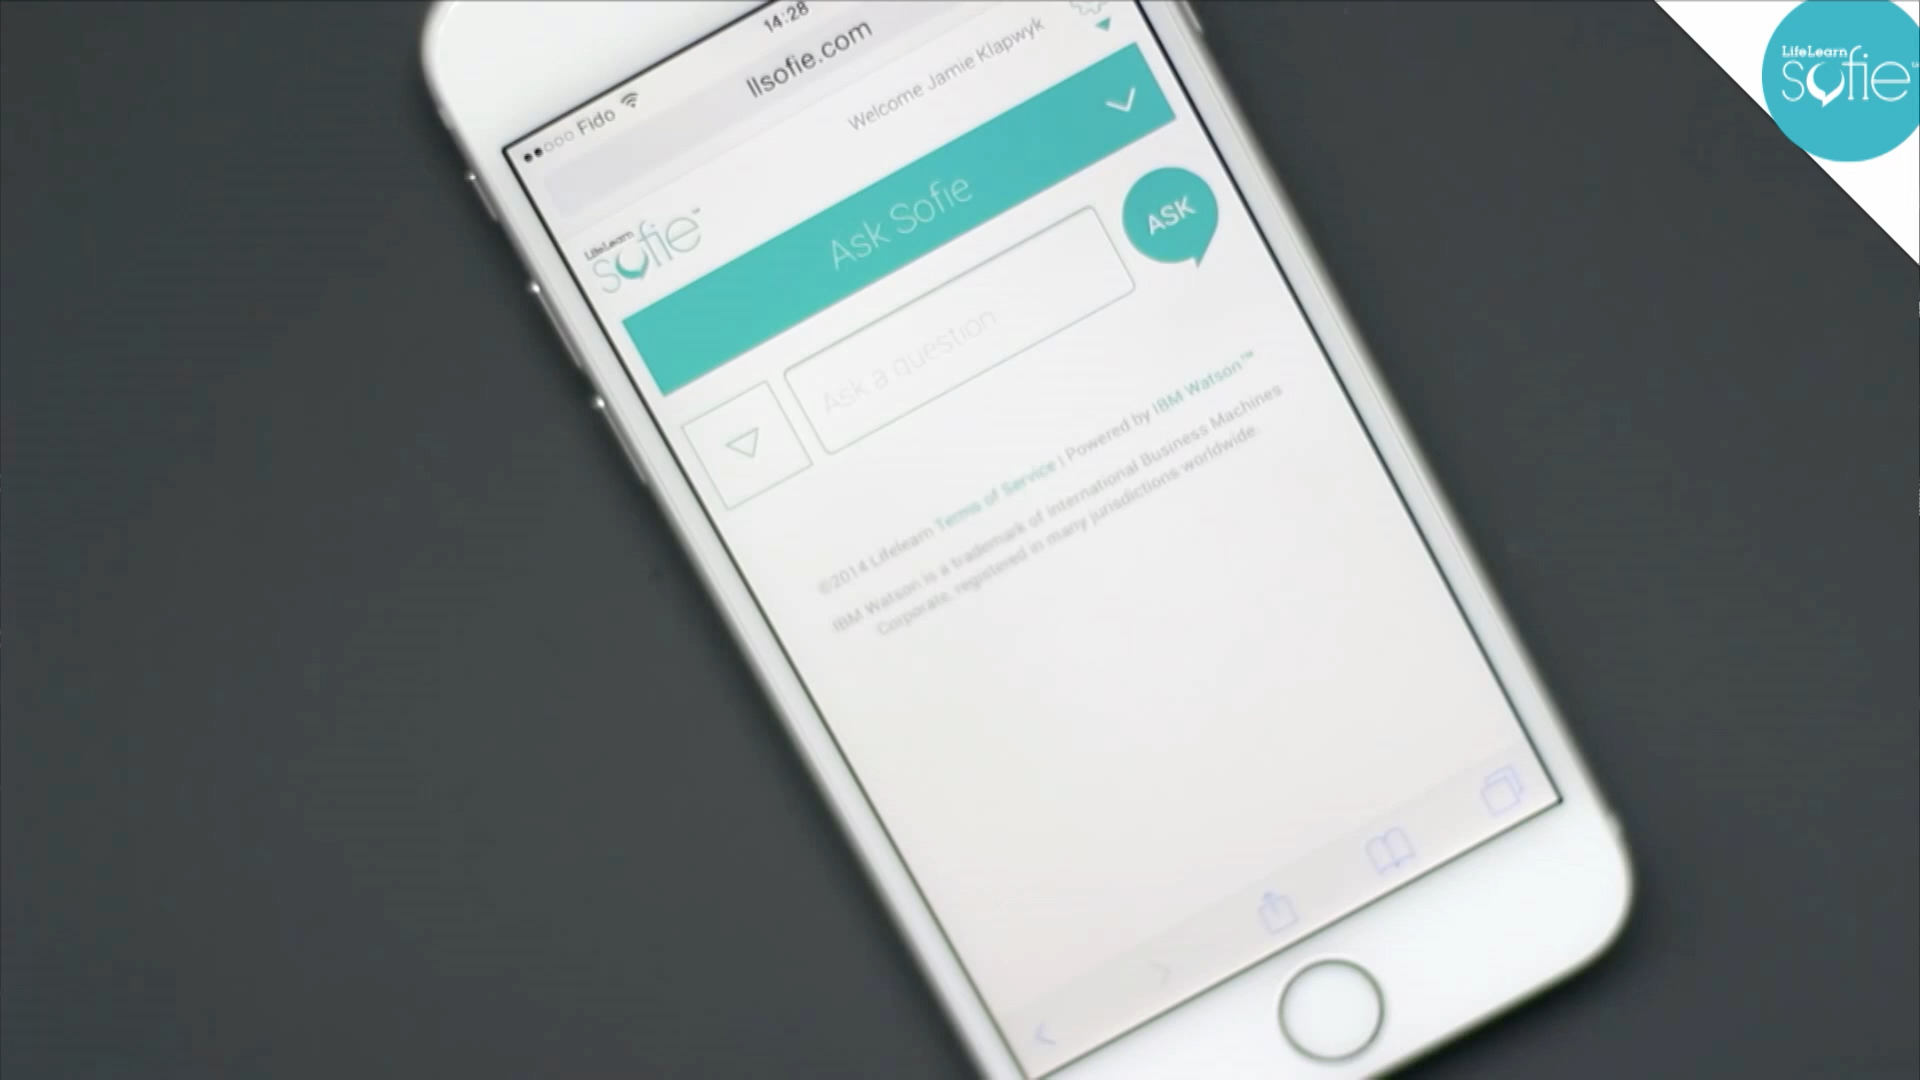 14:28
Fido
llsofie.com
Welcome Jamie Klapwyk
LifeLearn
sofie™
Ask Sofie
Ask a question
ASK
©2014 Lifelearn Terms of Service | Powered by IBM Watson™
IBM Watson is a trademark of International Business Machines
Corporate, registered in many jurisdictions worldwide.
LifeLearn
sofie